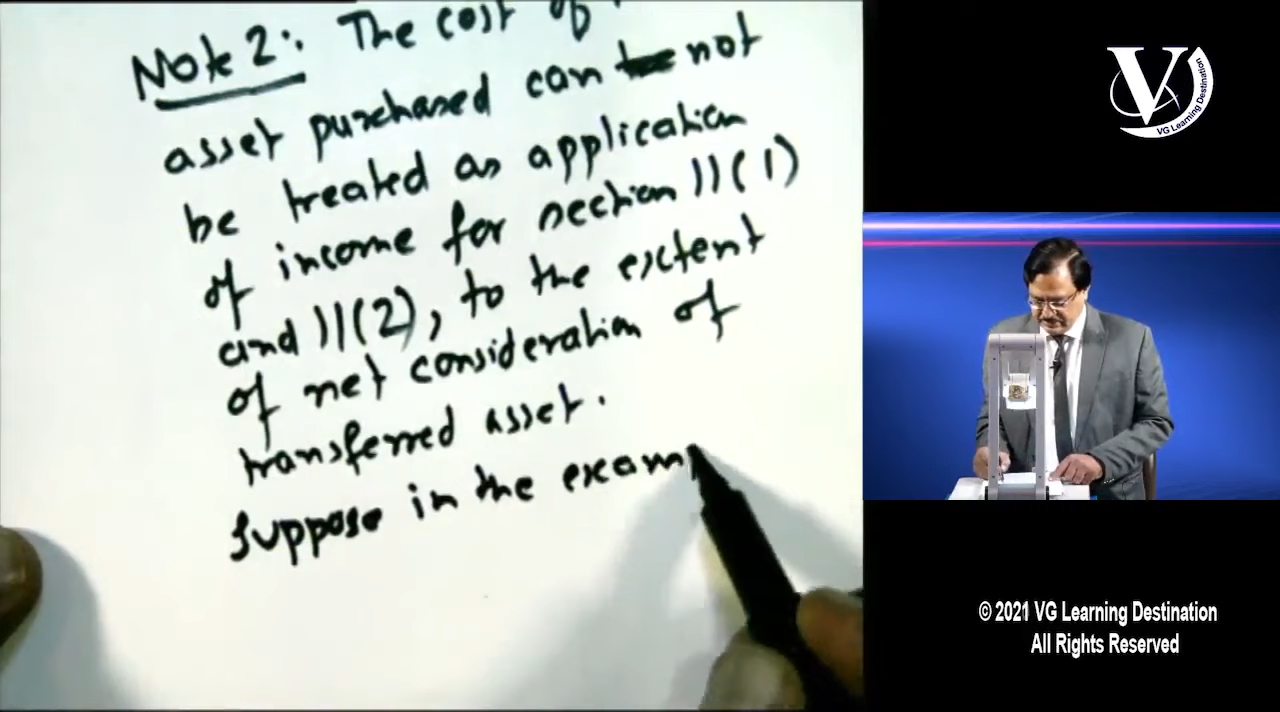 Note 2: The cost of
asset purchased can not
be treated as application
of income for section 11(1)
and 11(2), to the extent
of net consideration of
transferred asset.
Suppose in the exam
V
VG Learning Destination
© 2021 VG Learning Destination
All Rights Reserved